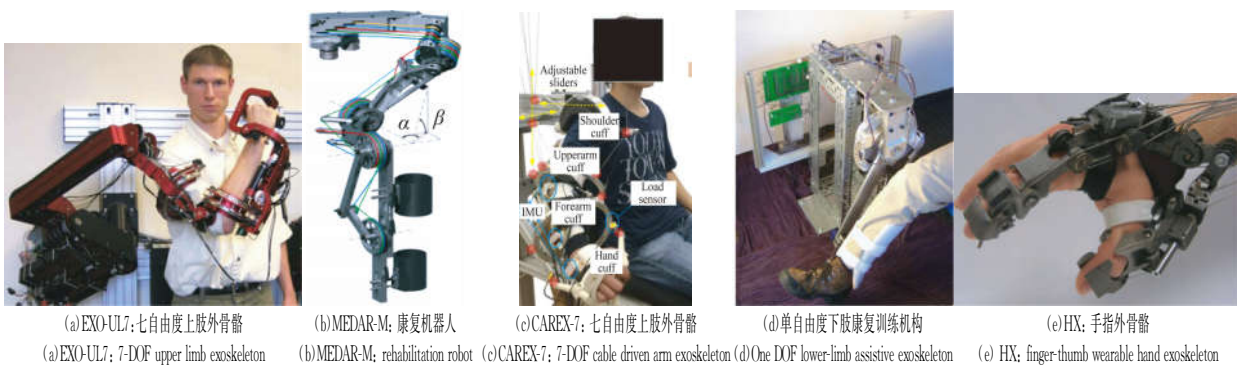 α
β
Adjustable
sliders
Shoulder
cuff
Upperarm
cuff
Load
sensor
IMU
Forearm
cuff
Hand
cuff
YOUR
TOWN
(a)EXO-UL7;七自由度上肢外骨骼
(b)MEDAR-M;康复机器人
(c)CAREX-7;七自由度上肢外骨骼
(d)单自由度下肢康复训练机构
(e)HX;手指外骨骼
(a)EXO-UL7; 7-DOF upper limb exoskeleton
(b)MEDAR-M; rehabilitation robot
(c)CAREX-7; 7-DOF cable driven arm exoskeleton
(d)One DOF lower-limb assistive exoskeleton
(e) HX; finger-thumb wearable hand exoskeleton